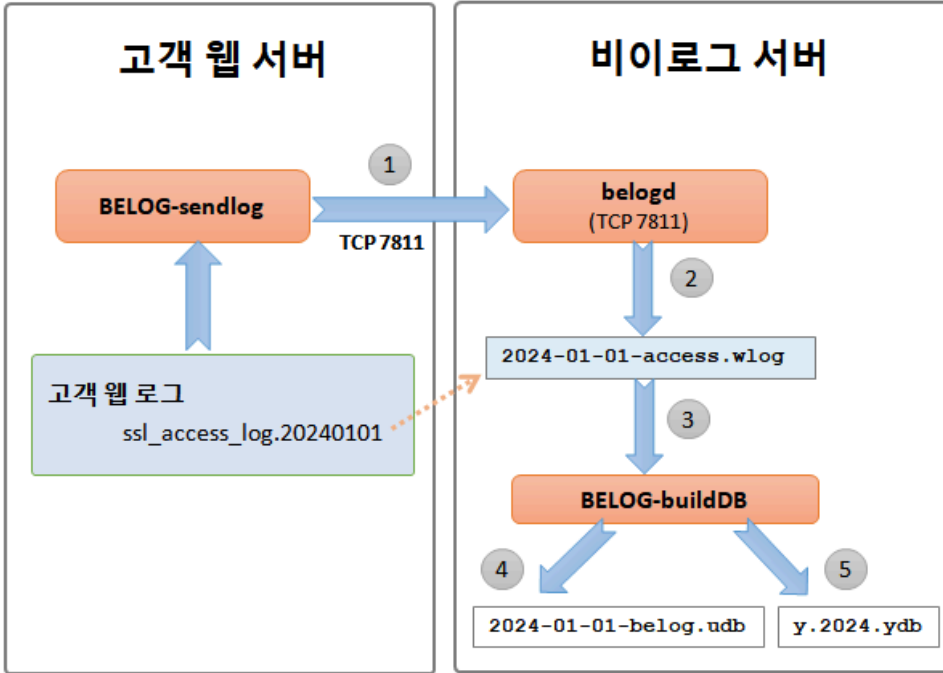 고객 웹 서버
비이로그 서버
1
BELOG-sendlog
belogd
(TCP 7811)
TCP 7811
2
2024-01-01-access.wlog
고객 웹 로그
ssl_access_log.20240101
3
BELOG-buildDB
4
5
2024-01-01-belog.udb
y.2024.ydb